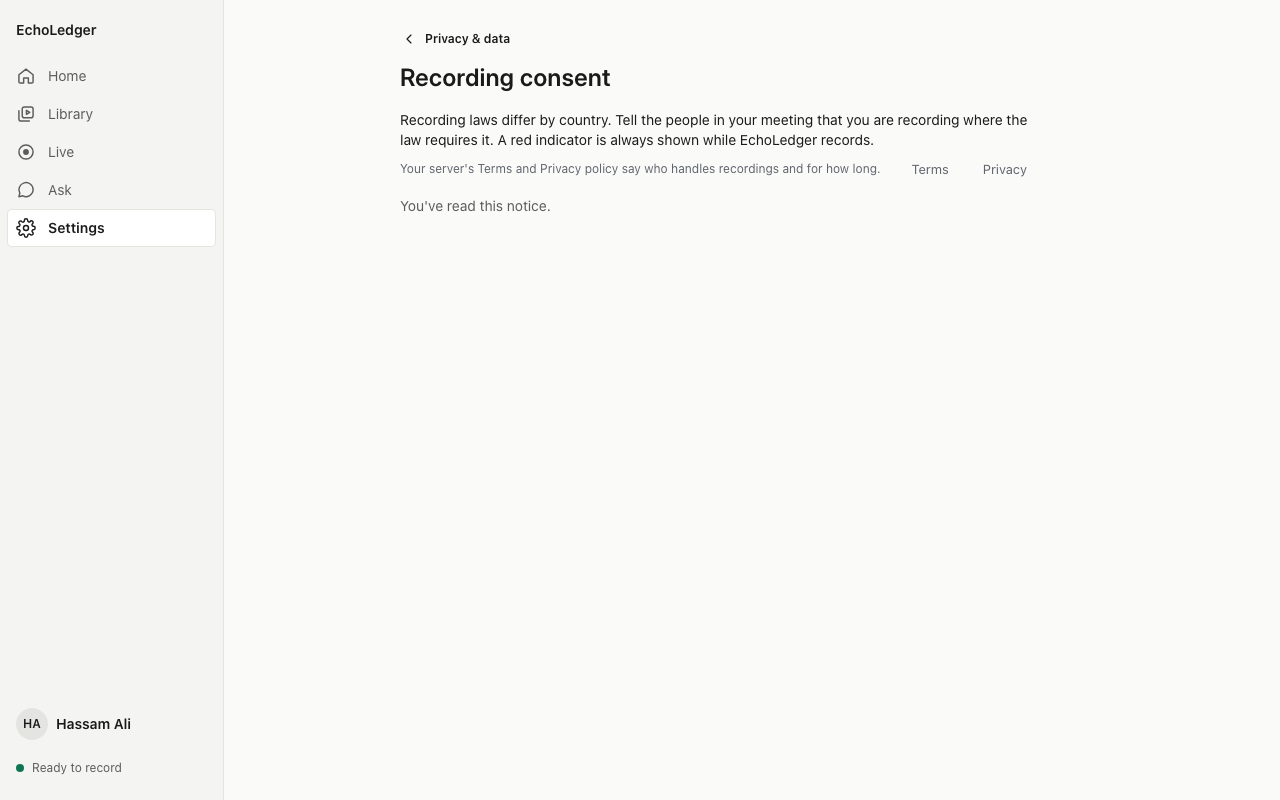 EchoLedger
Home
Library
Live
Ask
Settings
HA
Hassam Ali
Ready to record
Privacy & data
Recording consent
Recording laws differ by country. Tell the people in your meeting that you are recording where the
law requires it. A red indicator is always shown while EchoLedger records.
Your server's Terms and Privacy policy say who handles recordings and for how long. Terms Privacy
You've read this notice.